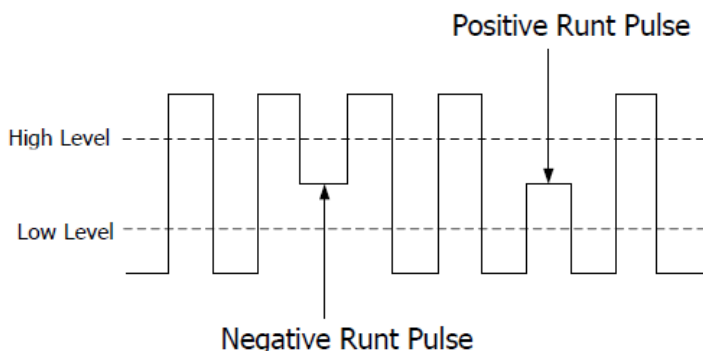 Positive Runt Pulse
High Level
Low Level
Negative Runt Pulse